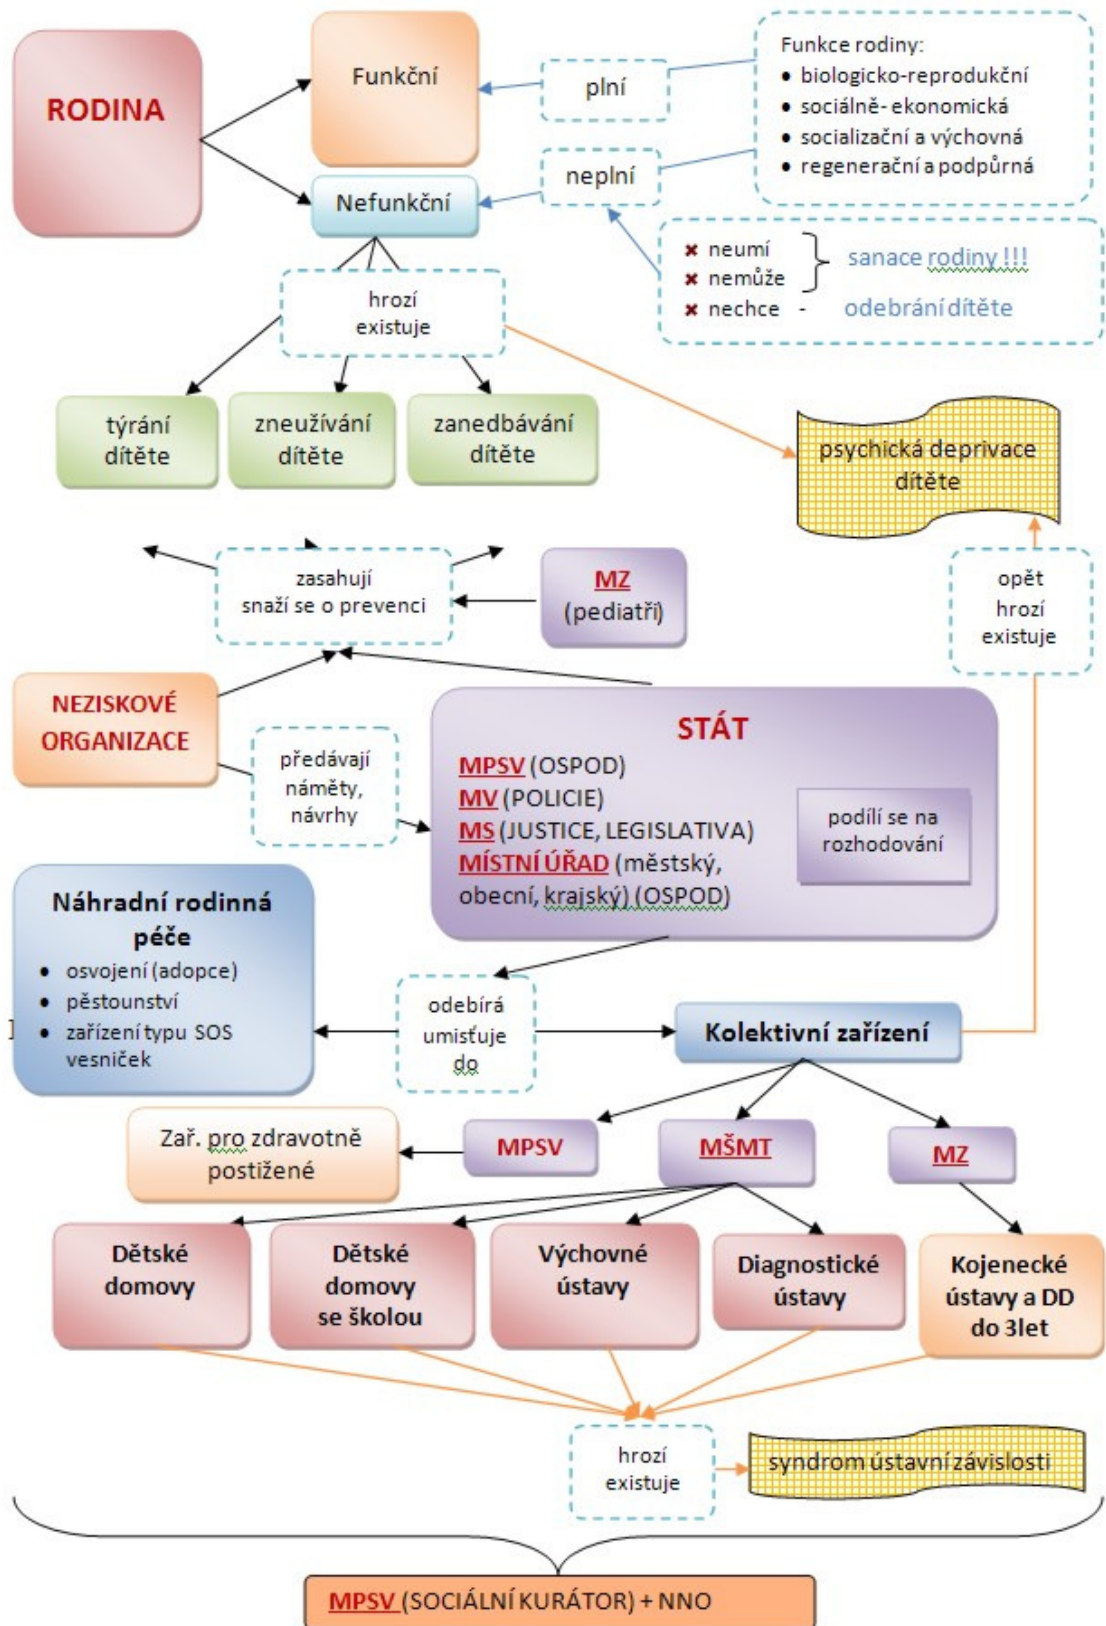 RODINA
Funkční
plní
Funkce rodiny:
• biologicko-reprodukční
• sociálně- ekonomická
• socializační a výchovná
• regenerační a podpůrná
Nefunkční
neplní
✖ neumí
✖ nemůže
✖ nechce -
sanace rodiny !!!
odebrání dítěte
hrozí
existuje
týrání
dítěte
zneužívání
dítěte
zanedbávání
dítěte
psychická deprivace
dítěte
zasahují
snaží se o prevenci
MZ
(pediatři)
opět
hrozí
existuje
NEZISKOVÉ
ORGANIZACE
předávají
náměty,
návrhy
STÁT
MPSV (OSPOD)
MV (POLICIE)
MS (JUSTICE, LEGISLATIVA)
MÍSTNÍ ÚŘAD (městský,
obecní, krajský) (OSPOD)
podílí se na
rozhodování
Náhradní rodinná
péče
• osvojení (adopce)
• pěstounství
• zařízení typu SOS
vesniček
odebírá
umisťuje
do
Kolektivní zařízení
Zař. pro zdravotně
postižené
MPSV
MŠMT
MZ
Dětské
domovy
Dětské
domovy
se školou
Výchovné
ústavy
Diagnostické
ústavy
Kojenecké
ústavy a DD
do 3let
hrozí
existuje
syndrom ústavní závislosti
MPSV (SOCIÁLNÍ KURÁTOR) + NNO